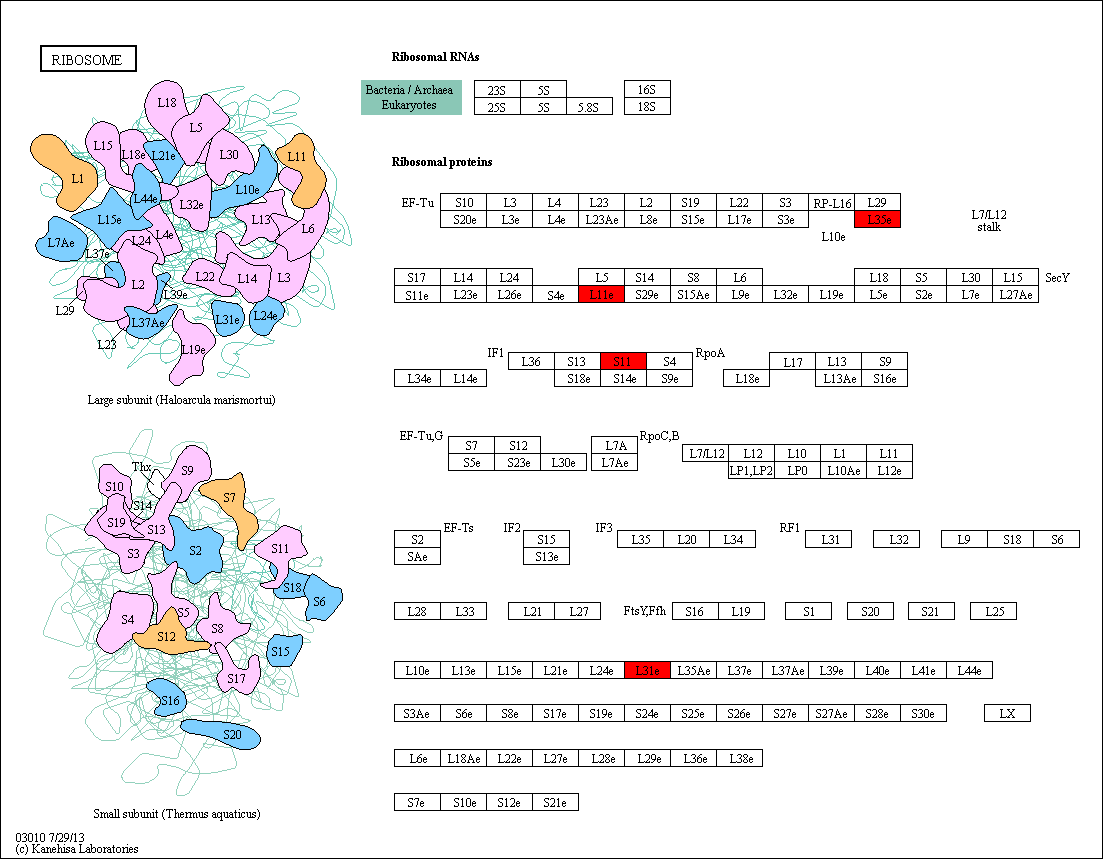 RIBOSOME
Ribosomal RNAs
Bacteria / Archaea 23S 5S 16S
Eukaryotes 25S 5S 5.8S 18S
Ribosomal proteins
EF-Tu S10 L3 L4 L23 L2 S19 L22 S3 RP-L16 L29
S20e L3e L4e L23Ae L8e S15e L17e S3e L35e
L10e
L7/L12
stalk
S17 L14 L24 L5 S14 S8 L6 L18 S5 L30 L15 SecY
S11e L23e L26e S4e L11e S29e S15Ae L9e L32e L19e L5e S2e L7e L27Ae
IF1 L36 S13 S11 S4 RpoA L17 L13 S9
L34e L14e S18e S14e S9e L18e L13Ae S16e
EF-Tu,G S7 S12 L7A RpoC,B L7/L12 L12 L10 L1 L11
S5e S23e L30e L7Ae LP1,LP2 LP0 L10Ae L12e
S2 EF-Ts IF2 S15 IF3 L35 L20 L34 RF1 L31 L32 L9 S18 S6
SAe S13e
L28 L33 L21 L27 FtsY,Ffh S16 L19 S1 S20 S21 L25
L10e L13e L15e L21e L24e L31e L35Ae L37e L37Ae L39e L40e L41e L44e
S3Ae S6e S8e S17e S19e S24e S25e S26e S27e S27Ae S28e S30e LX
L6e L18Ae L22e L27e L28e L29e L36e L38e
S7e S10e S12e S21e
L18
L5
L15
L18e
L21e
L30
L11
L1
L44e
L10e
L32e
L15e
L13
L6
L7Ae
L24
L4e
L37e
L2
L22
L14
L3
L39e
L29
L37Ae
L31e
L24e
L23
L19e
Large subunit (Haloarcula marismortui)
Thx
S9
S10
S7
S14
S19
S13
S3
S2
S11
S18
S6
S4
S5
S12
S8
S15
S17
S16
S20
Small subunit (Thermus aquaticus)
03010 7/29/13
(c) Kanehisa Laboratories